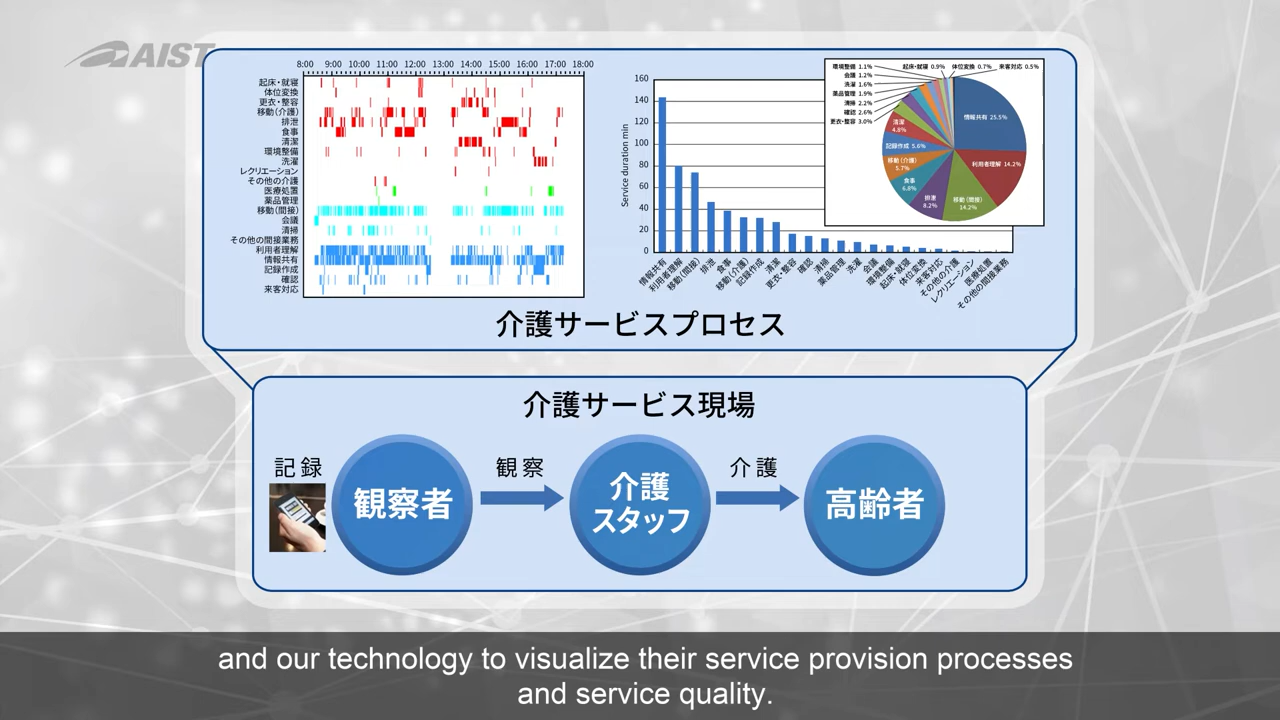 AIST
8:00 9:00 10:00 11:00 12:00 13:00 14:00 15:00 16:00 17:00 18:00
起床・就寝
体位変換
更衣・整容
移動(介護)
排泄
食事
清潔
環境整備
洗濯
レクリエーション
その他の介護
医療処置
薬品管理
移動(間接)
会議
清掃
その他の間接業務
利用者理解
情報共有
記録作成
確認
来客対応
Service duration min
160
140
120
100
80
60
40
20
0
情報共有
利用者理解
移動(間接)
排泄
食事
移動(介護)
記録作成
清潔
更衣・整容
確認
清掃
薬品管理
洗濯
会議
環境整備
起床・就寝
体位変換
来客対応
その他の介護
レクリエーション
医療処置
その他の間接業務
環境整備 1.1%
起床・就寝 0.9%
体位変換 0.7%
来客対応 0.5%
会議 1.2%
洗濯 1.6%
薬品管理 1.9%
清掃 2.2%
確認 2.6%
更衣・整容 3.0%
清潔 4.8%
記録作成 5.6%
移動(介護) 5.7%
食事 6.8%
排泄 8.2%
移動(間接) 14.2%
利用者理解 14.2%
情報共有 25.5%
介護サービスプロセス
介護サービス現場
記録
観察者
観察
介護
スタッフ
介護
高齢者
and our technology to visualize their service provision processes
and service quality.